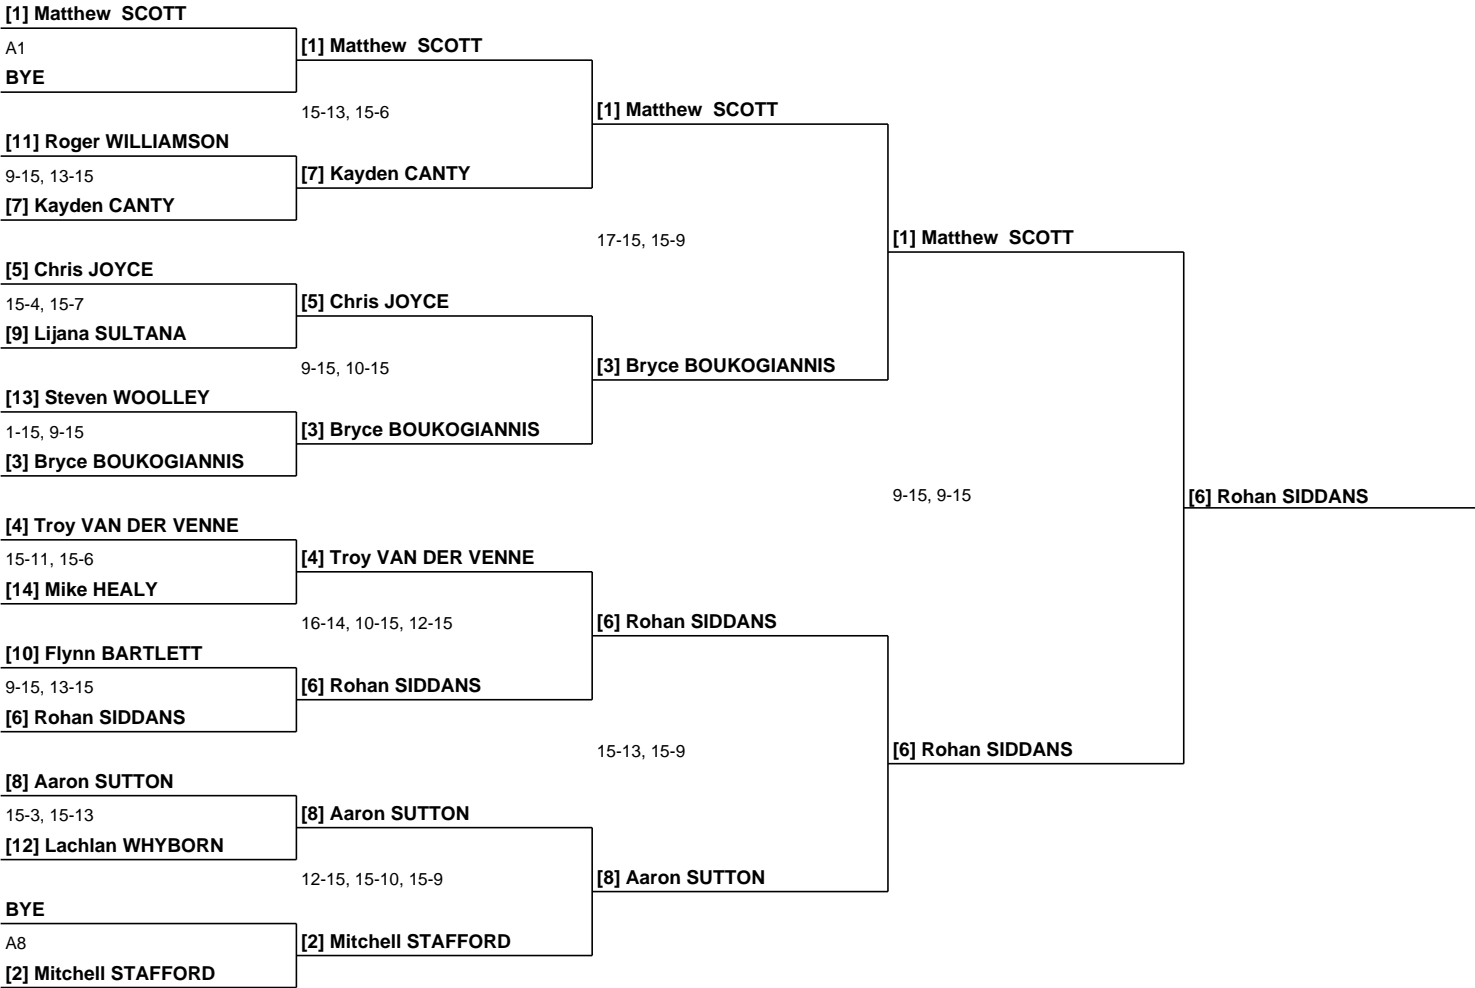 [1] Matthew  SCOTT
A1
BYE
[11] Roger WILLIAMSON
9-15, 13-15
[7] Kayden CANTY
[5] Chris JOYCE
15-4, 15-7
[9] Lijana SULTANA
[13] Steven WOOLLEY
1-15, 9-15
[3] Bryce BOUKOGIANNIS
[4] Troy VAN DER VENNE
15-11, 15-6
[14] Mike HEALY
[10] Flynn BARTLETT
9-15, 13-15
[6] Rohan SIDDANS
[8] Aaron SUTTON
15-3, 15-13
[12] Lachlan WHYBORN
BYE
A8
[2] Mitchell STAFFORD
[1] Matthew  SCOTT
15-13, 15-6
[7] Kayden CANTY
[5] Chris JOYCE
9-15, 10-15
[3] Bryce BOUKOGIANNIS
[4] Troy VAN DER VENNE
16-14, 10-15, 12-15
[6] Rohan SIDDANS
[8] Aaron SUTTON
12-15, 15-10, 15-9
[2] Mitchell STAFFORD
[1] Matthew  SCOTT
17-15, 15-9
[3] Bryce BOUKOGIANNIS
[6] Rohan SIDDANS
15-13, 15-9
[8] Aaron SUTTON
[1] Matthew  SCOTT
9-15, 9-15
[6] Rohan SIDDANS
[6] Rohan SIDDANS